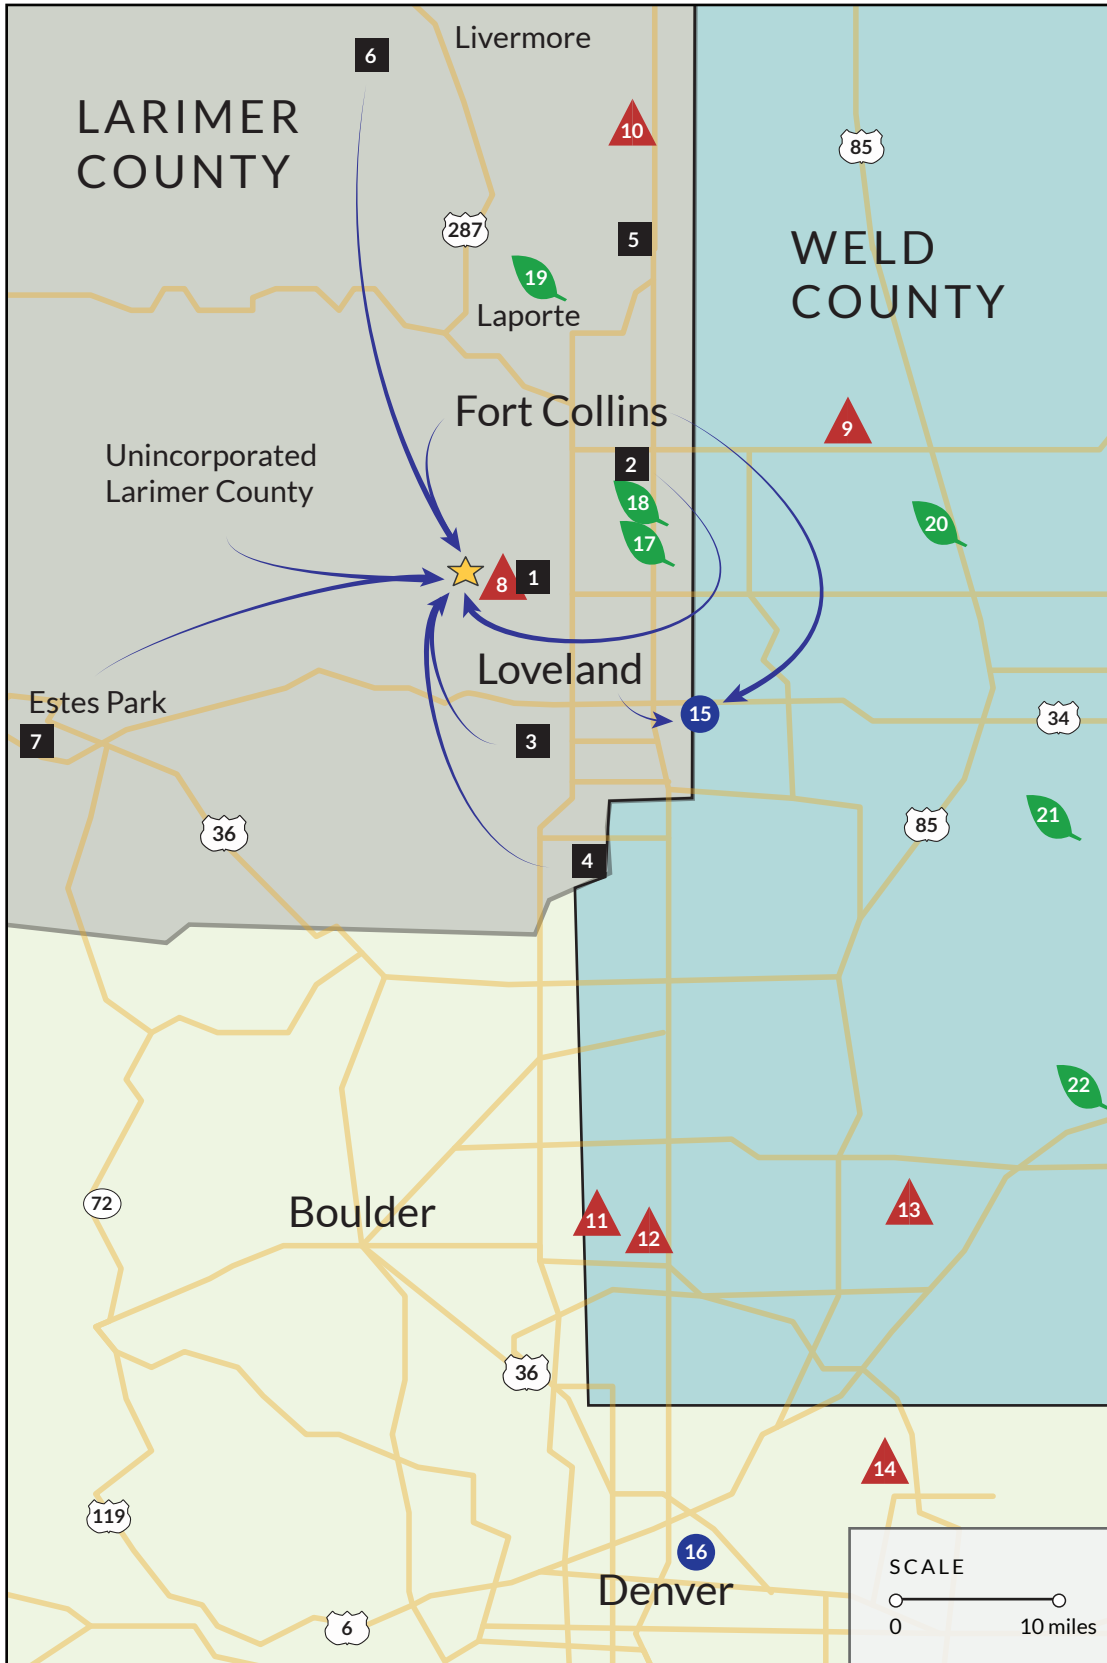 Livermore
6
LARIMER
COUNTY
10
85
287
5
WELD
COUNTY
19
Laporte
Fort Collins
9
Unincorporated
Larimer County
2
18
20
17
8
1
Loveland
Estes Park
15
34
7
3
21
36
85
4
22
72
Boulder
11
12
13
36
14
119
16
Denver
SCALE
0
10 miles
6